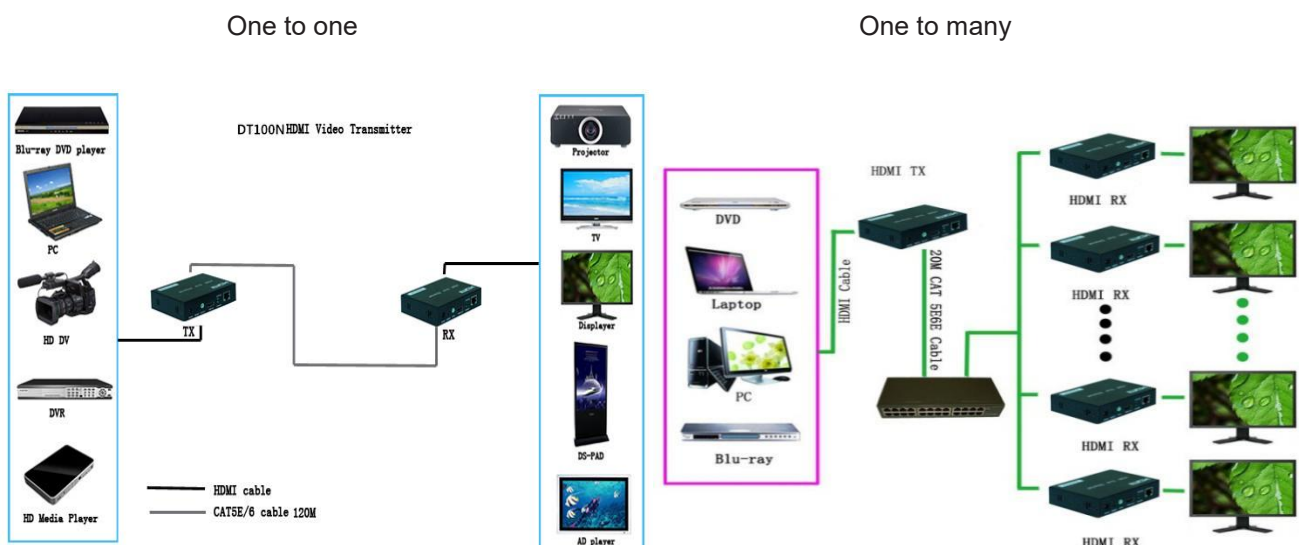 One to one
One to many
DT100N HDMI Video Transmitter
Blu-ray DVD player
PC
HD DV
DVR
HD Media Player
TX
RX
HDMI cable
CAT5E/6 cable 120M
Projector
TV
Displayer
DS-PAD
AD player
DVD
Laptop
PC
Blu-ray
HDMI Cable
HDMI TX
20M CAT 5E6E Cable
HDMI RX
HDMI RX
HDMI RX
HDMI RX